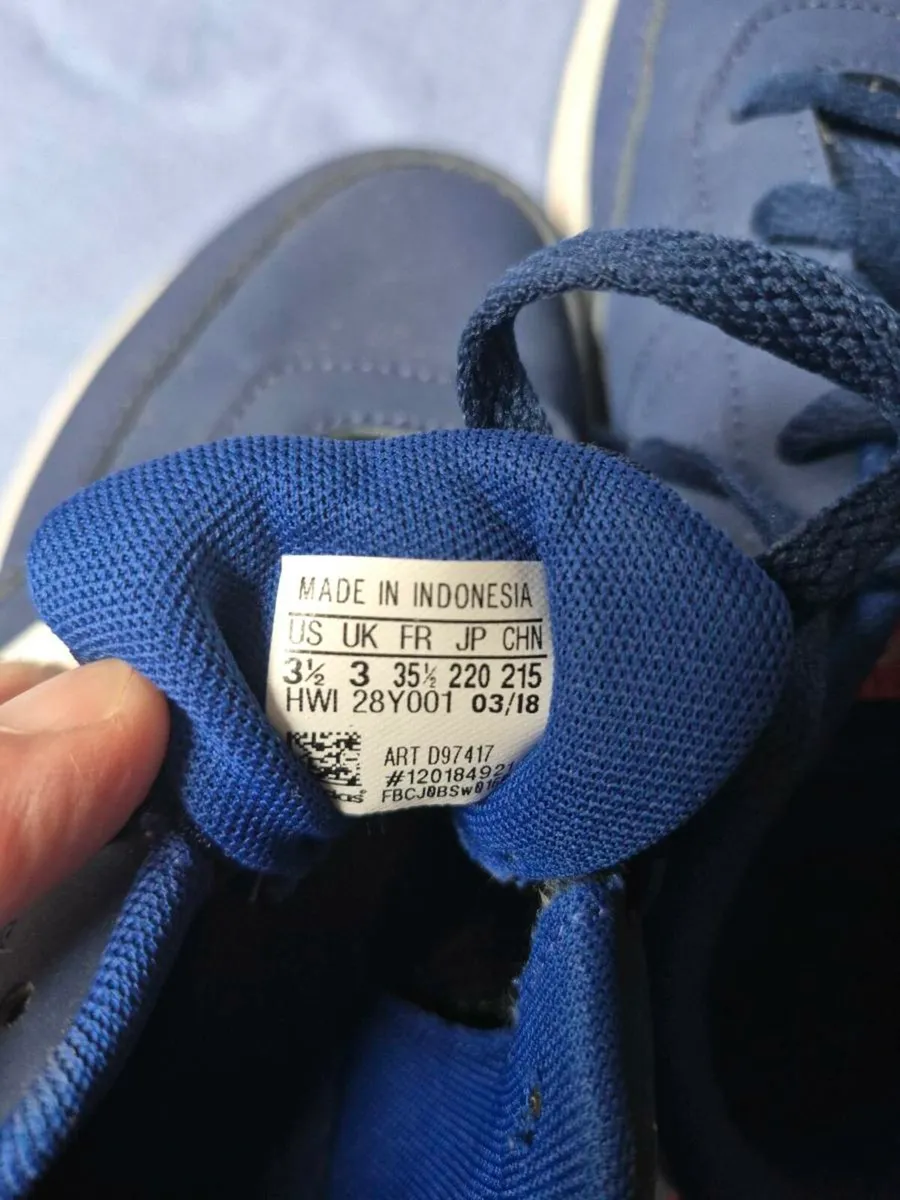 MADE IN INDONESIA
US UK FR JP CHN
3½ 3 35½ 220 215
HWI 28Y001 03/18
ART D97417